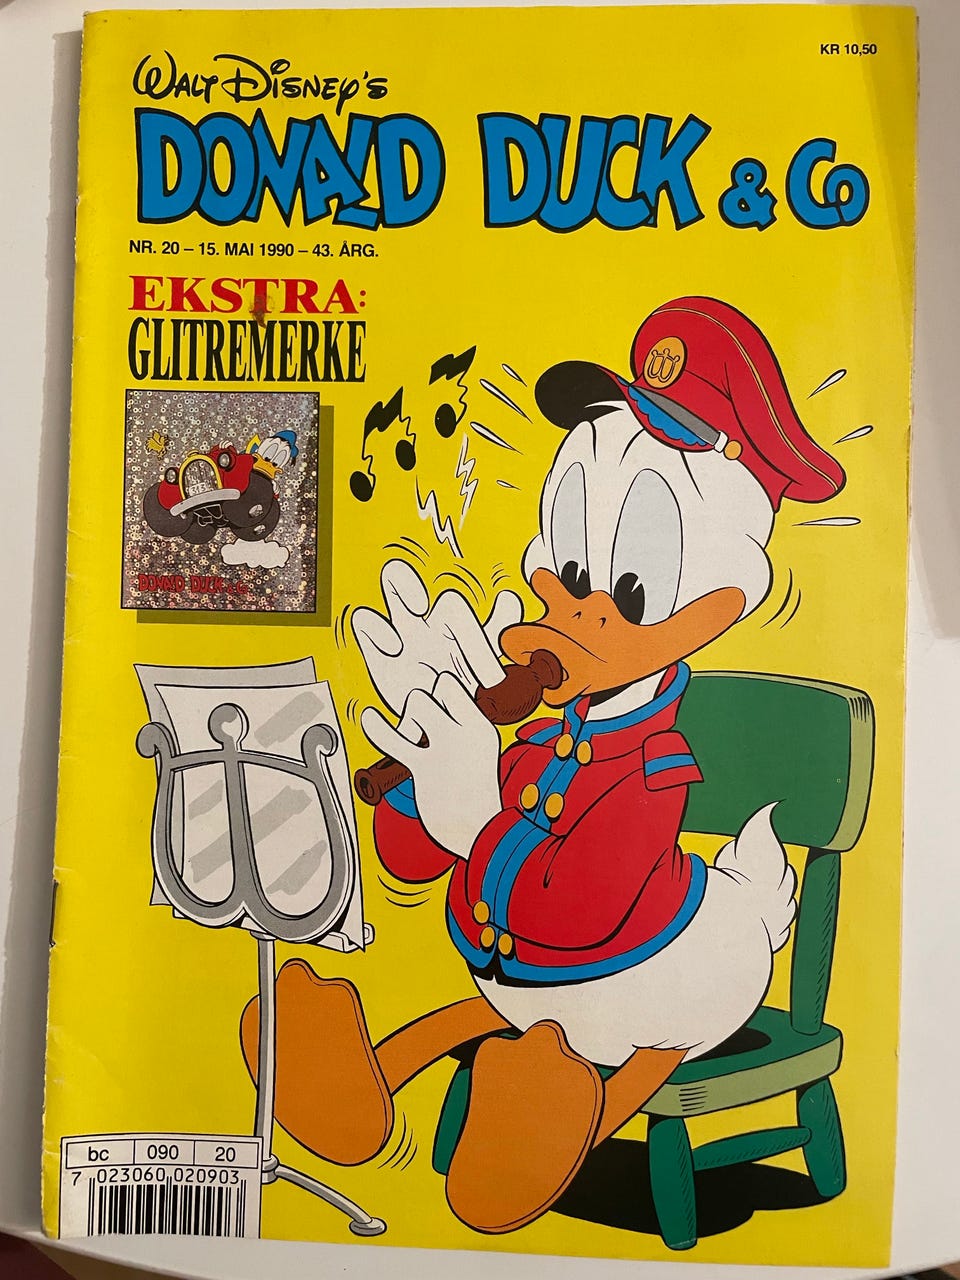 KR 10,50
WALT DISNEY'S
DONALD DUCK & Co
NR. 20 – 15. MAI 1990 – 43. ÅRG.
EKSTRA:
GLITREMERKE
DONALD DUCK & Co
bc 090 20
7 023060 020903